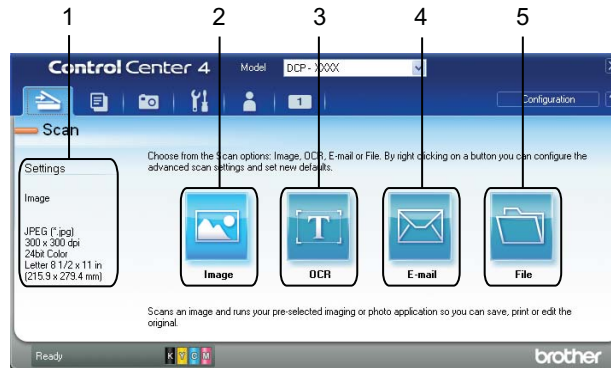 1 2 3 4 5
Control Center 4 Model DCP-XXXX
1 Configuration
Scan
Choose from the Scan options: Image, OCR, E-mail or File. By right clicking on a button you can configure the
advanced scan settings and set new defaults.
Settings
Image
JPEG (*.jpg)
300 x 300 dpi
24bit Color
Letter 8 1/2 x 11 in
(215.9 x 279.4 mm)
T
Image OCR E-mail File
Scans an image and runs your pre-selected imaging or photo application so you can save, print or edit the
original.
Ready K Y C M brother